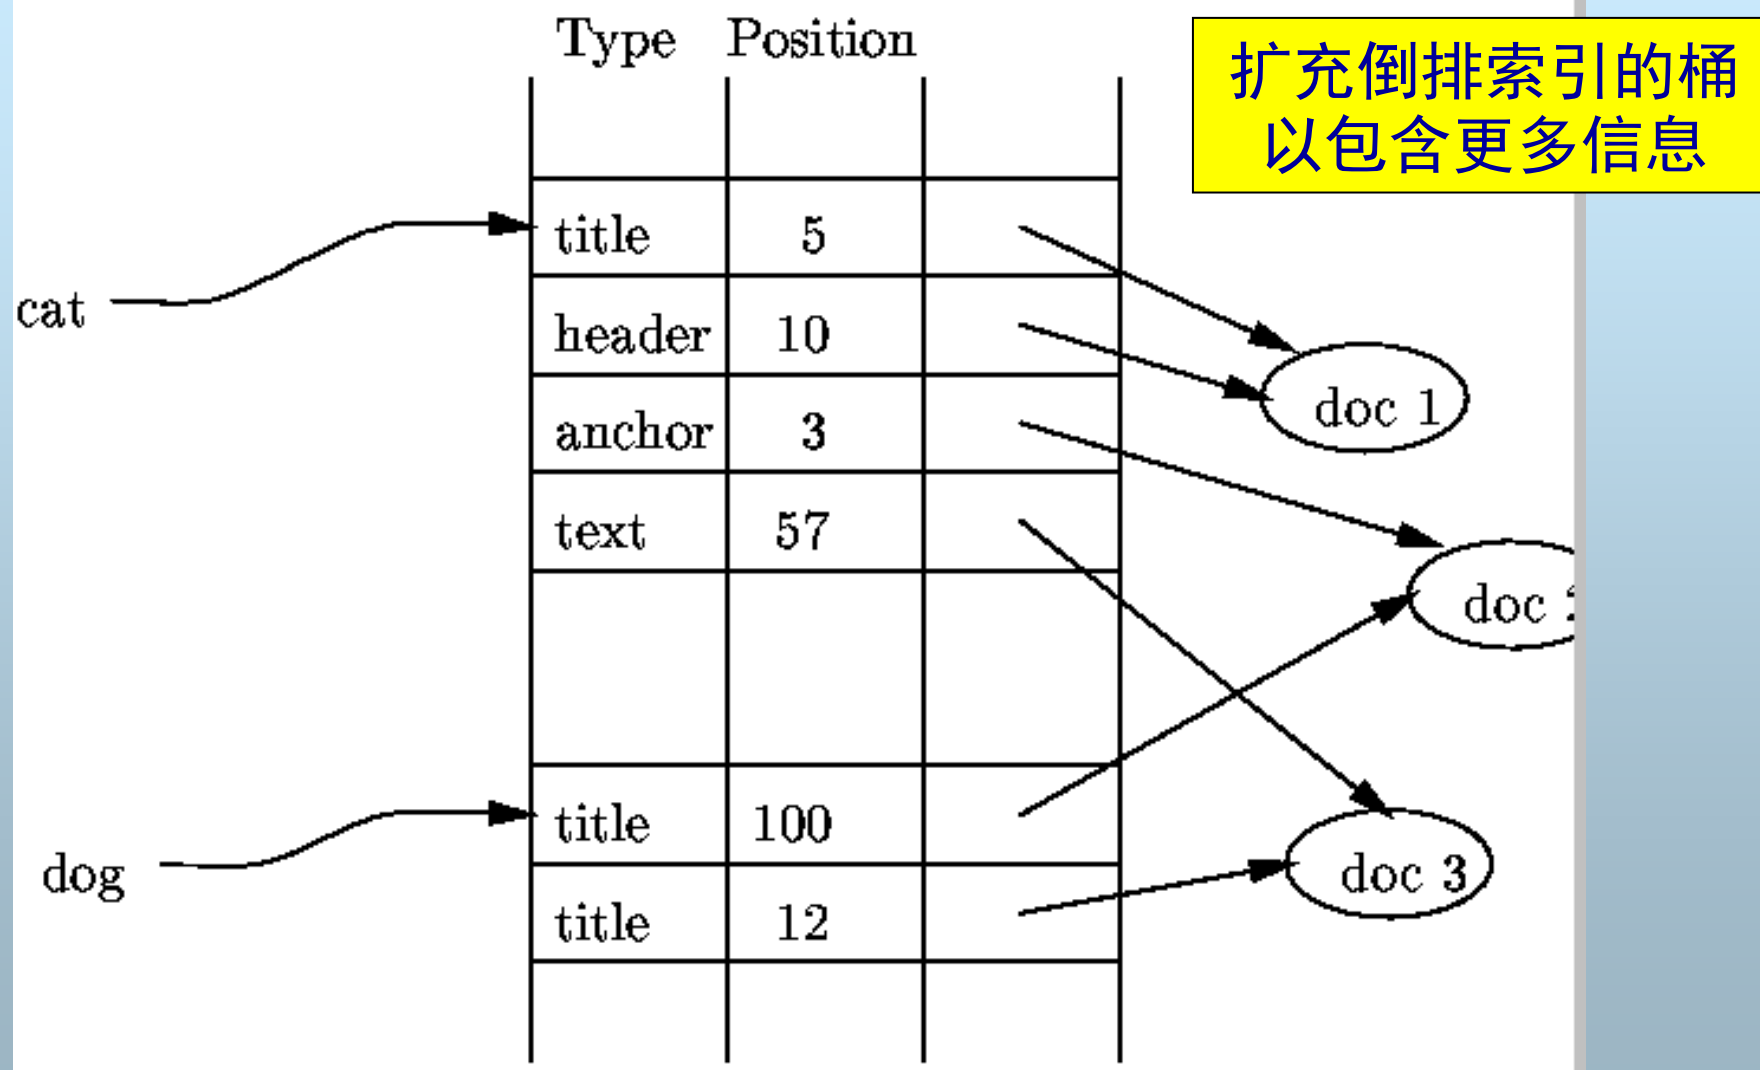 Type Position
扩充倒排索引的桶
以包含更多信息
title 5
cat
header 10
doc 1
anchor 3
text 57
doc
title 100
dog
doc 3
title 12